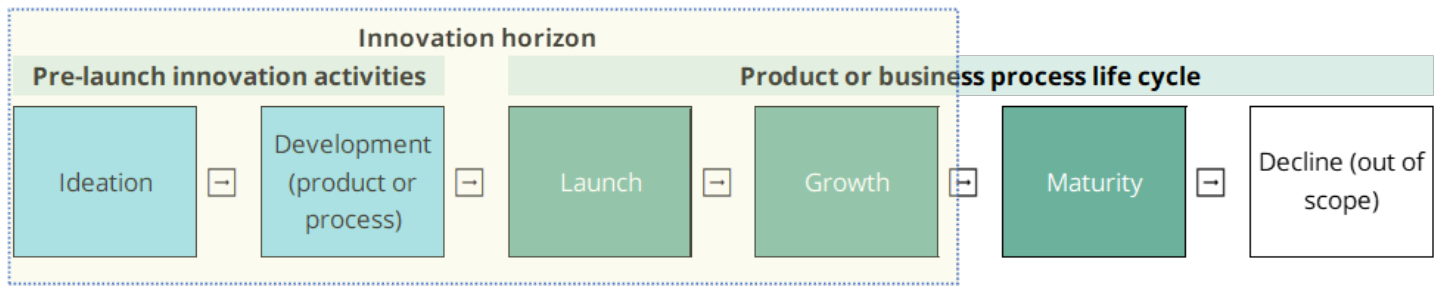 Innovation horizon
Pre-launch innovation activities
Product or business process life cycle
Ideation
→
Development
(product or
process)
→
Launch
→
Growth
→
Maturity
→
Decline (out of
scope)